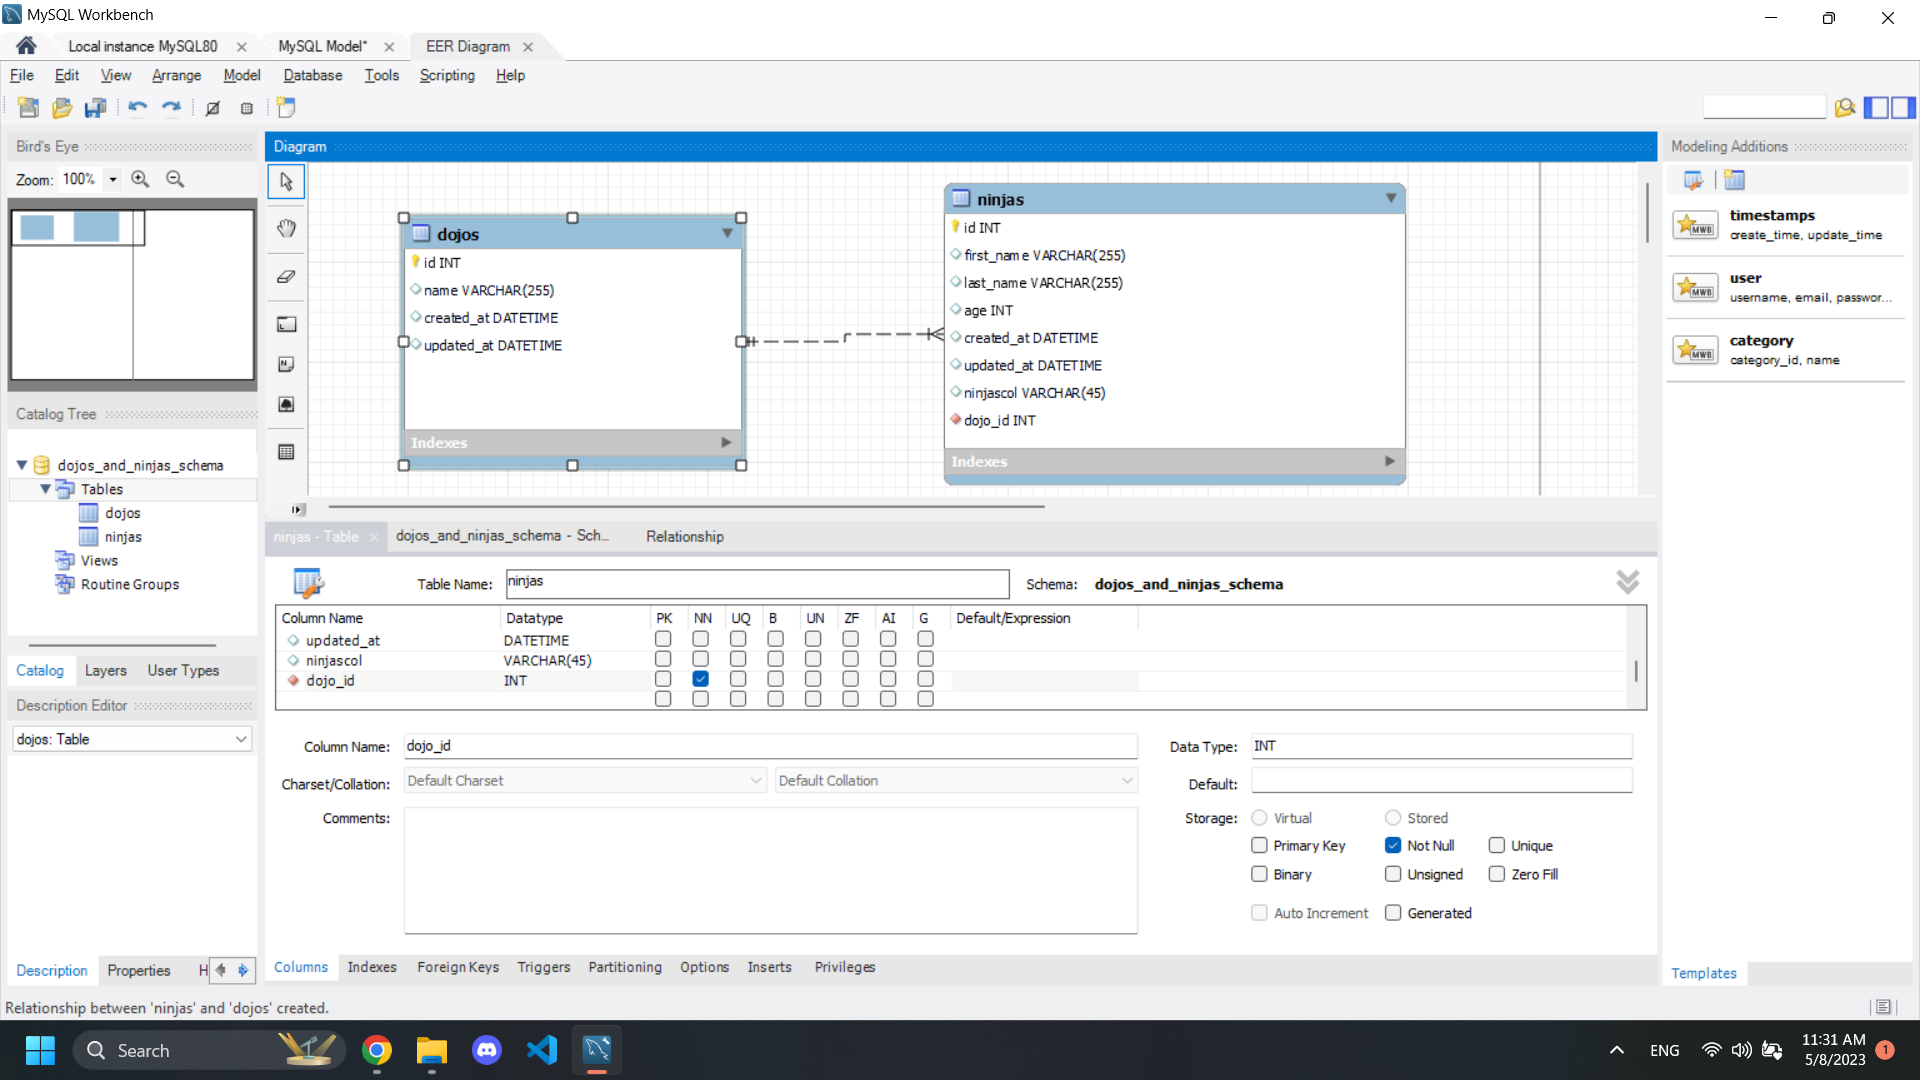 MySQL Workbench
Local instance MySQL80
MySQL Model*
EER Diagram
File Edit View Arrange Model Database Tools Scripting Help
Bird's Eye
Zoom: 100%
Catalog Tree
dojos_and_ninjas_schema
Tables
dojos
ninjas
Views
Routine Groups
Catalog Layers User Types
Description Editor
dojos: Table
Description Properties H
Diagram
dojos
id INT
name VARCHAR(255)
created_at DATETIME
updated_at DATETIME
Indexes
ninjas
id INT
first_name VARCHAR(255)
last_name VARCHAR(255)
age INT
created_at DATETIME
updated_at DATETIME
ninjascol VARCHAR(45)
dojo_id INT
Indexes
ninjas - Table
dojos_and_ninjas_schema - Sch...
Relationship
Table Name: ninjas
Schema: dojos_and_ninjas_schema
Column Name Datatype PK NN UQ B UN ZF AI G Default/Expression
updated_at DATETIME
ninjascol VARCHAR(45)
dojo_id INT
Column Name: dojo_id
Data Type: INT
Charset/Collation: Default Charset Default Collation
Default:
Comments:
Storage: Virtual Stored
Primary Key Not Null Unique
Binary Unsigned Zero Fill
Auto Increment Generated
Columns Indexes Foreign Keys Triggers Partitioning Options Inserts Privileges
Modeling Additions
MWB
timestamps
create_time, update_time
MWB
user
username, email, passwor...
MWB
category
category_id, name
Templates
Relationship between 'ninjas' and 'dojos' created.
Search
ENG
11:31 AM
5/8/2023
1